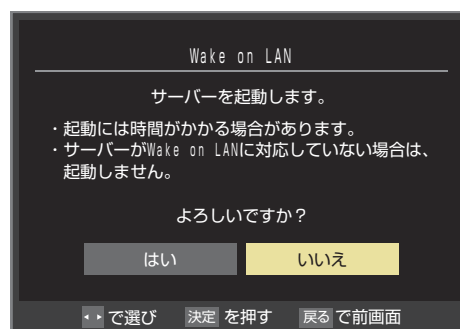 Wake on LAN
サーバーを起動します。
・起動には時間がかかる場合があります。
・サーバーがWake on LANに対応していない場合は、
起動しません。
よろしいですか？
はい いいえ
で選び 決定 を押す 戻る で前画面